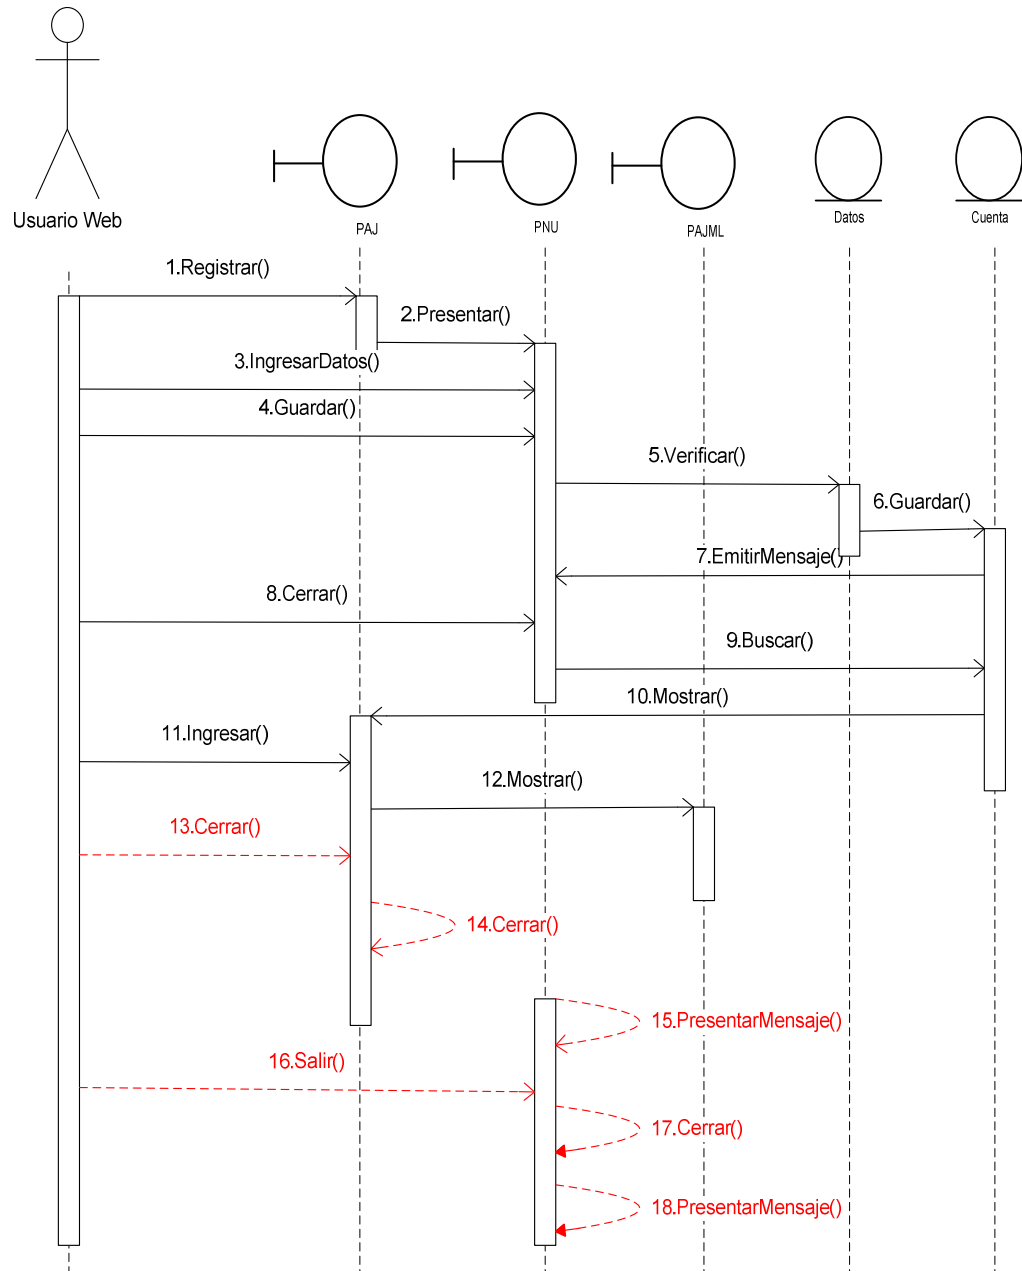 Usuario Web
PAJ
PNU
PAJML
Datos
Cuenta
1.Registrar()
2.Presentar()
3.IngresarDatos()
4.Guardar()
5.Verificar()
6.Guardar()
7.EmitirMensaje()
8.Cerrar()
9.Buscar()
10.Mostrar()
11.Ingresar()
12.Mostrar()
13.Cerrar()
14.Cerrar()
15.PresentarMensaje()
16.Salir()
17.Cerrar()
18.PresentarMensaje()